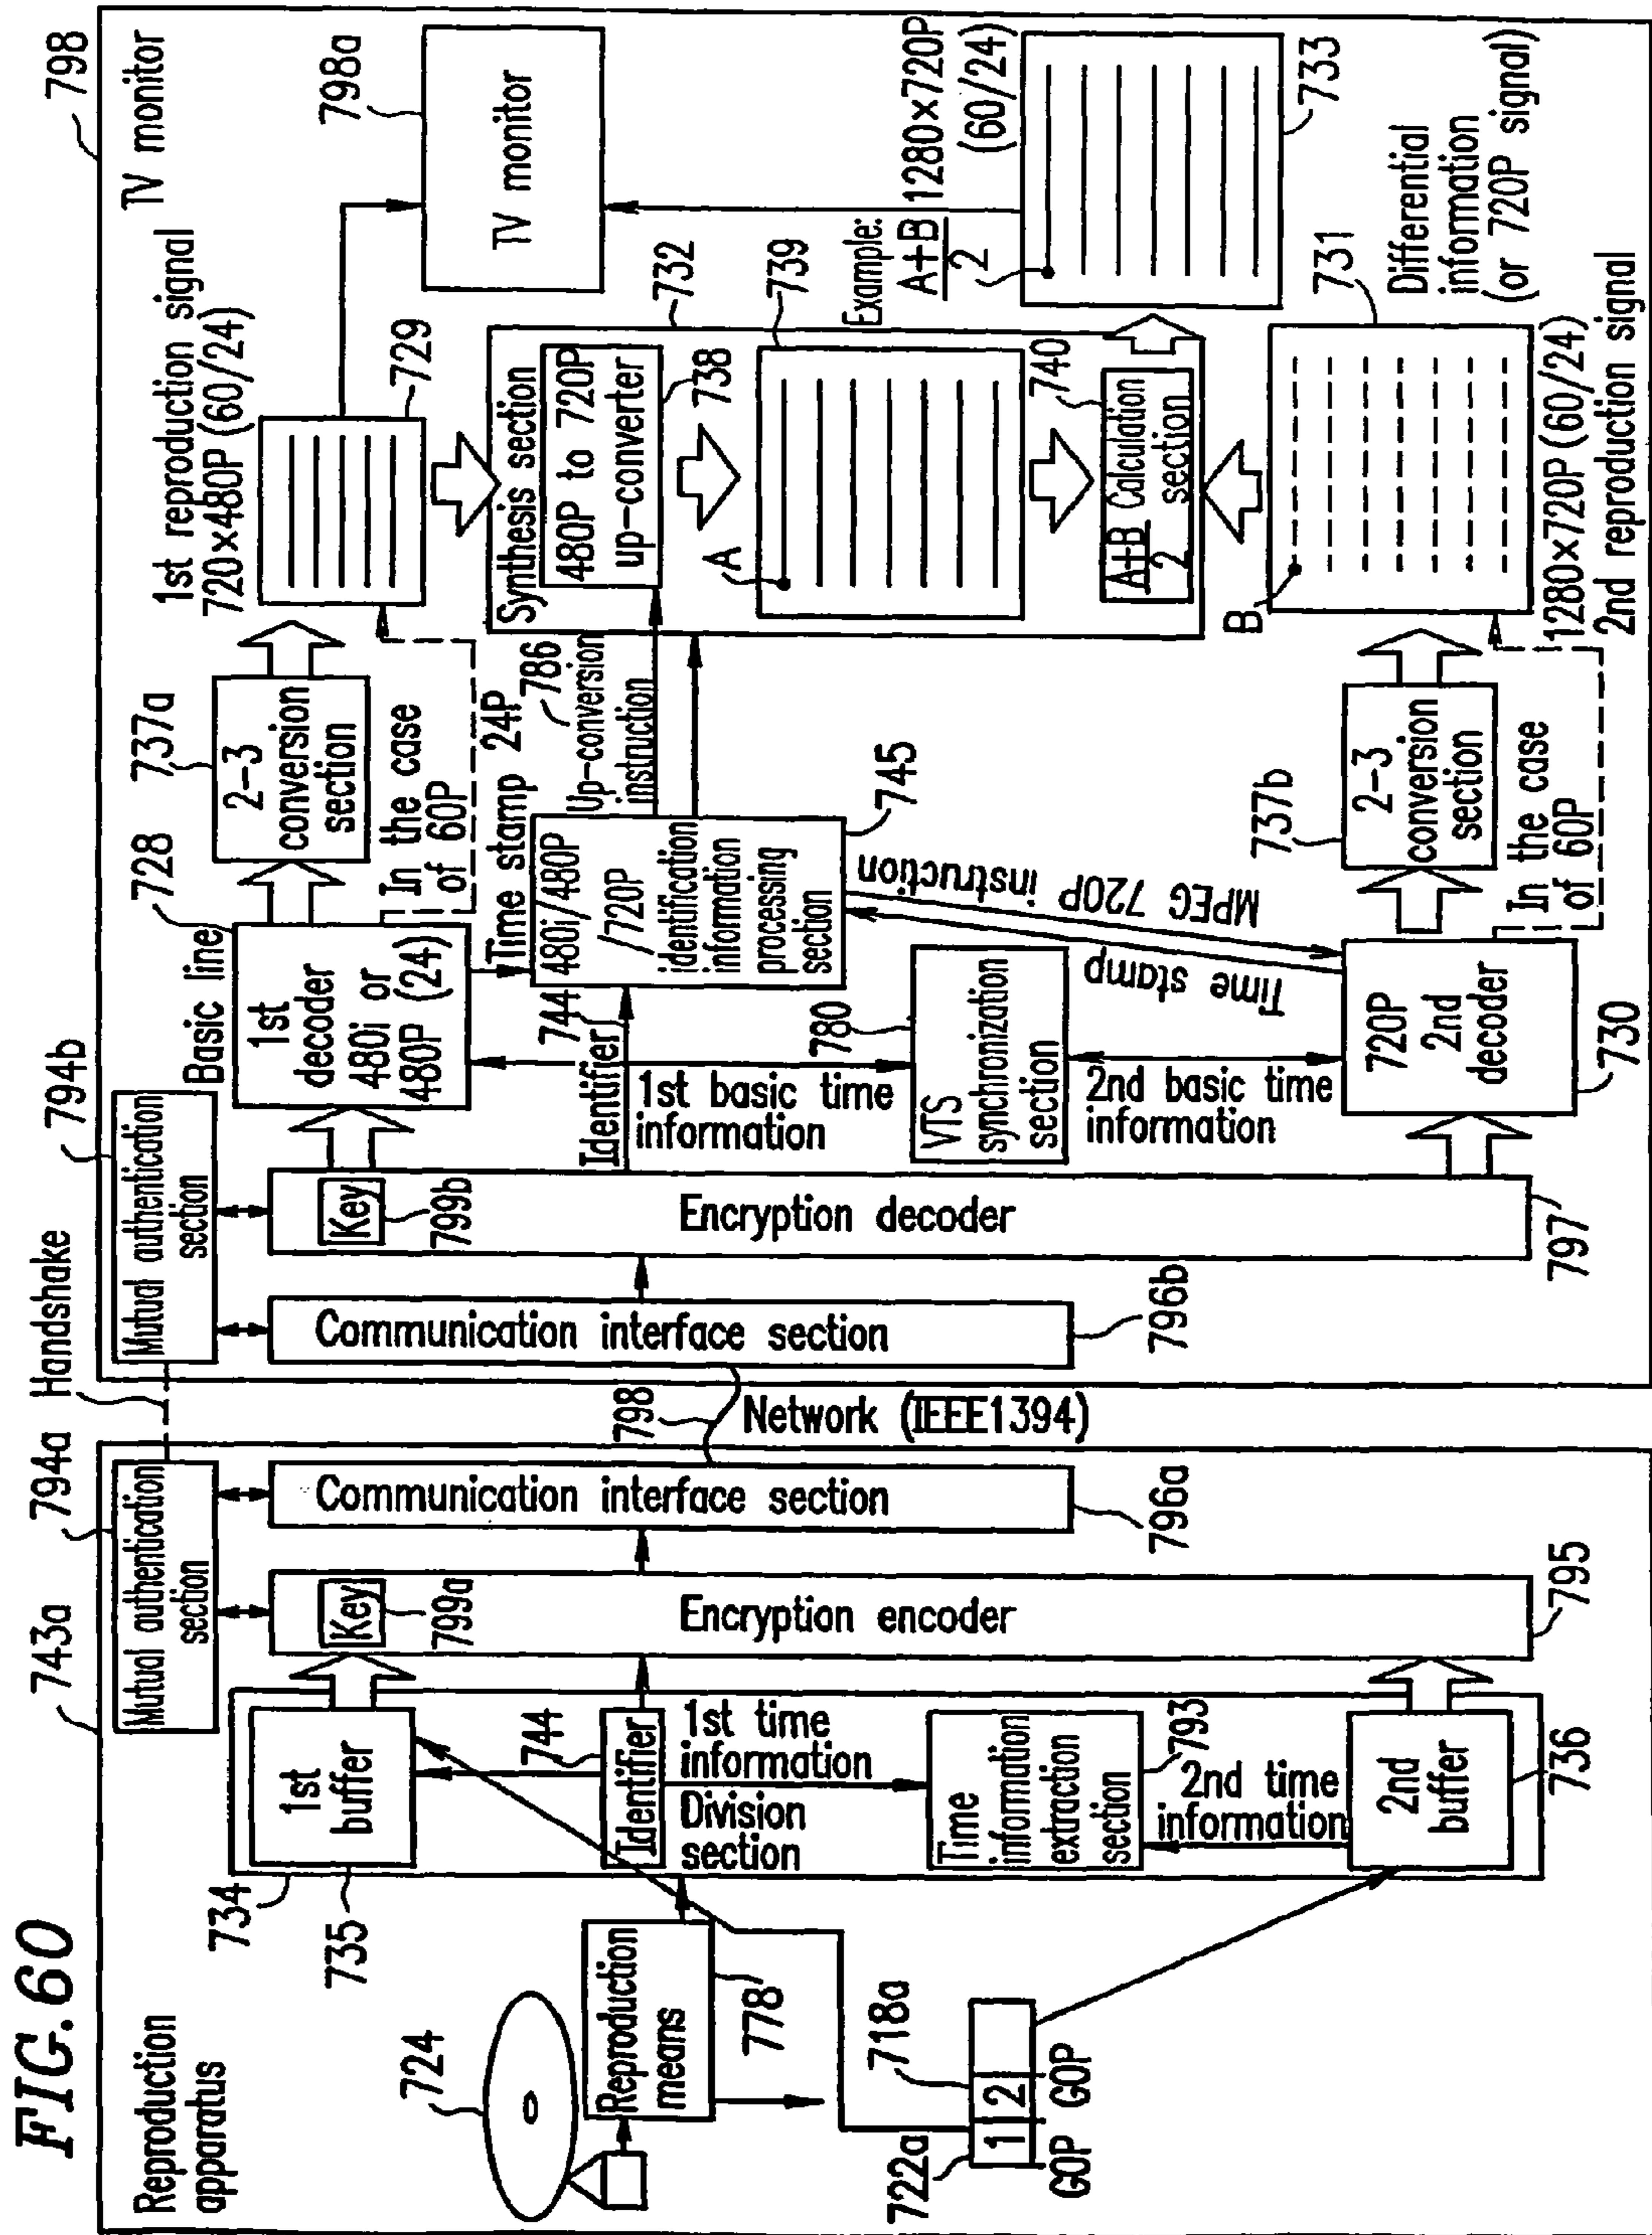 FIG. 60
Reproduction
apparatus
743a
794a
Mutual authentication
section
Handshake
724
Reproduction
means
778
722a
718a
1
2
GOP
GOP
734
735
1st
buffer
744
Identifier
1st time
information
Division
section
Time
information
extraction
section
793
2nd time
information
2nd
buffer
736
Key
799a
Encryption encoder
795
Communication interface section
796a
798
Network (IEEE1394)
798
TV monitor
794b
Mutual authentication
section
Communication interface section
796b
Key
799b
Encryption decoder
797
Basic line
728
1st
decoder
480i or
480P (24)
737a
2-3
conversion
section
In the case
of 60P
1st reproduction signal
720×480P (60/24)
729
798a
TV monitor
Identifier
744
Time stamp 24P
480i/480P
/720P
identification
information
processing
section
745
786
Up-conversion
instruction
1st basic time
information
780
VTS
synchronization
section
2nd basic time
information
MPEG 720P instruction
Time stamp
720P
2nd
decoder
730
737b
2-3
conversion
section
In the case
of 60P
Synthesis section
732
480P to 720P
up-converter
738
A
739
A+B
2
Calculation
section
740
Example:
A+B
2
1280×720P
(60/24)
733
B
731
Differential
information
(or 720P signal)
1280×720P (60/24)
2nd reproduction signal